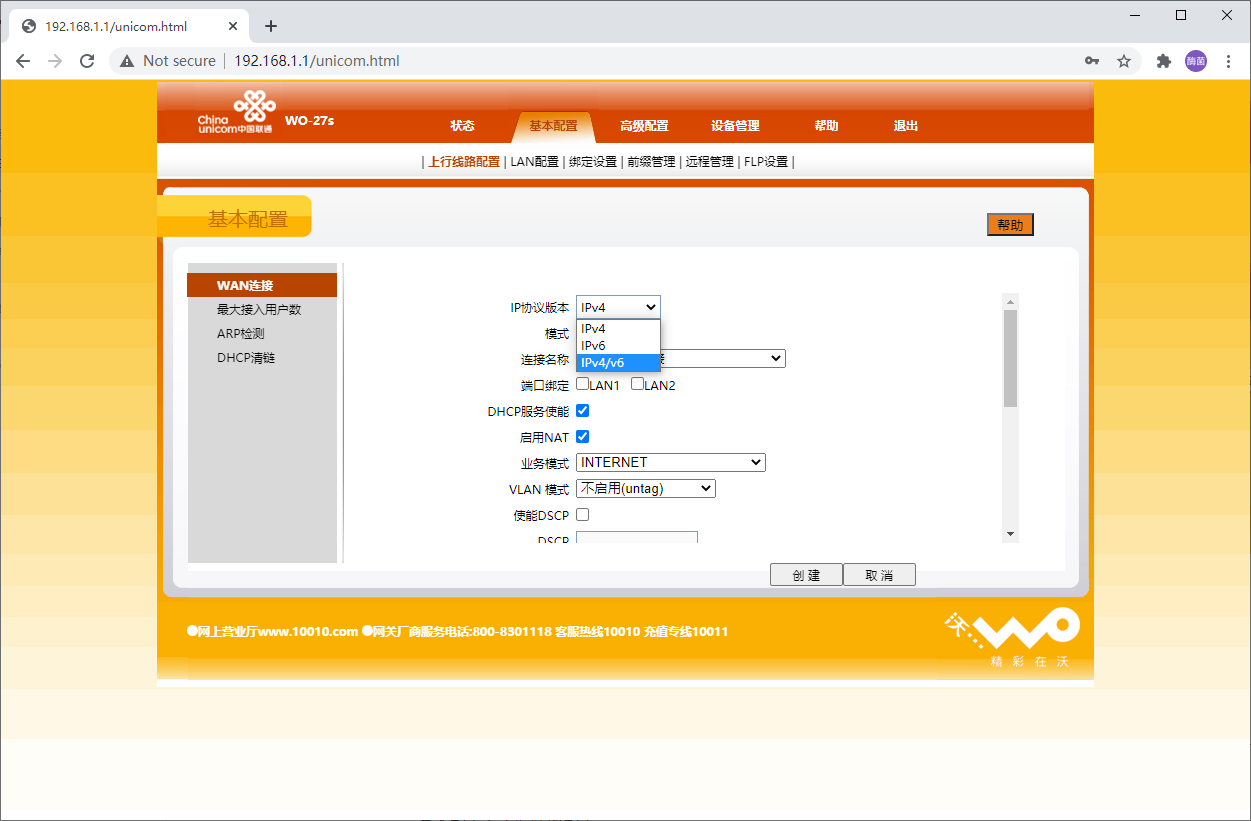 192.168.1.1/unicom.html
Not secure | 192.168.1.1/unicom.html
酶菌
China
unicom中国联通
WO-27s
状态 基本配置 高级配置 设备管理 帮助 退出
| 上行线路配置 | LAN配置 | 绑定设置 | 前缀管理 | 远程管理 | FLP设置 |
基本配置
帮助
WAN连接
最大接入用户数
ARP检测
DHCP清链
IP协议版本 IPv4
IPv4
IPv6
IPv4/v6
模式
连接名称
端口绑定 LAN1 LAN2
DHCP服务使能
启用NAT
业务模式 INTERNET
VLAN 模式 不启用(untag)
使能DSCP
DSCP
创 建 取 消
●网上营业厅www.10010.com ●网关厂商服务电话:800-8301118 客服热线10010 充值专线10011
沃...WO
精 彩 在 沃